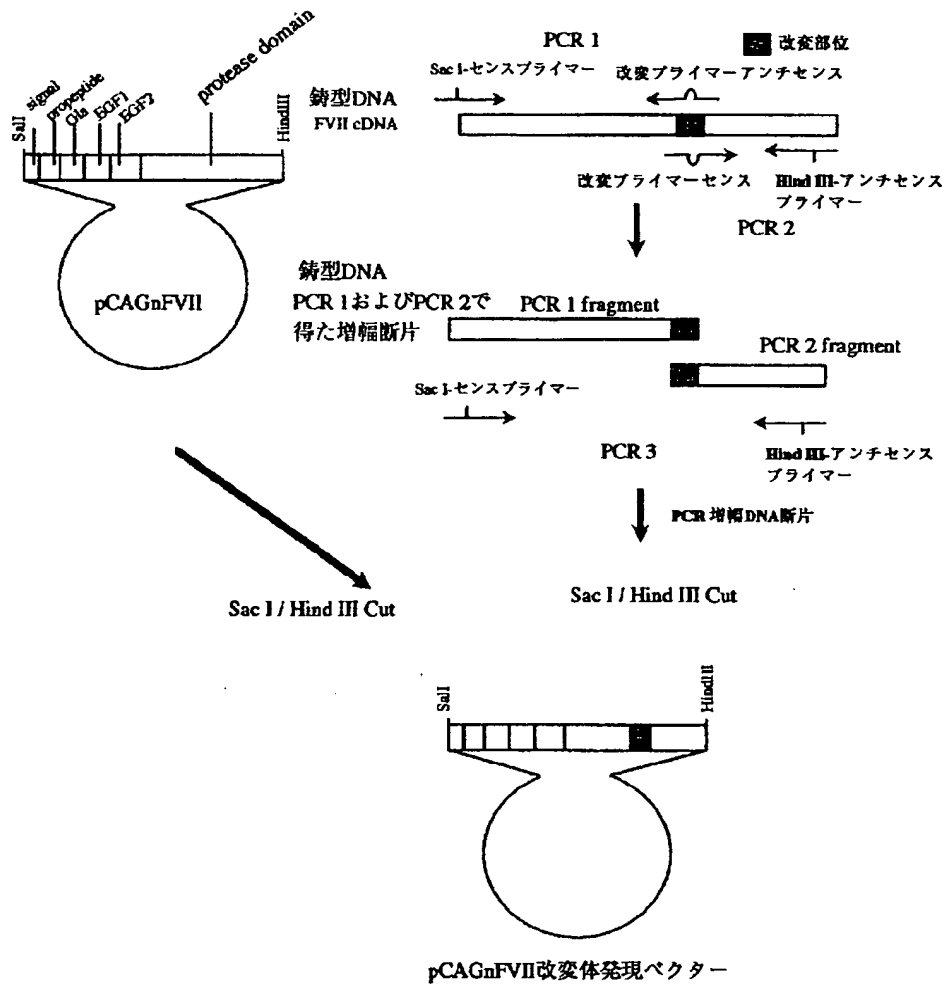 SalI
signal
propeptide
Gla
EGF1
EGF2
protease domain
HindIII
pCAGnFVII
PCR 1
改変部位
Sac I-センスプライマー
改変プライマーアンチセンス
鋳型DNA
FVII cDNA
改変プライマーセンス
Hind III-アンチセンス
プライマー
PCR 2
鋳型DNA
PCR 1およびPCR 2で
得た増幅断片
PCR 1 fragment
PCR 2 fragment
Sac I-センスプライマー
Hind III-アンチセンス
プライマー
PCR 3
PCR 増幅DNA断片
Sac I / Hind III Cut
Sac I / Hind III Cut
SalI
HindIII
pCAGnFVII改変体発現ベクター